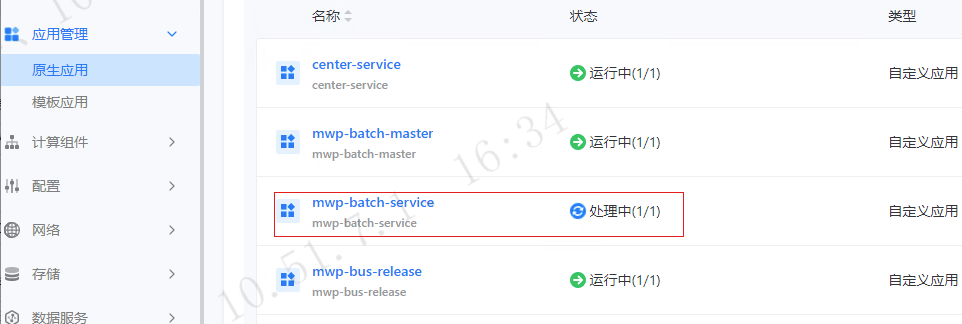 名称 状态 类型
应用管理
原生应用
模板应用
计算组件
配置
网络
存储
数据服务
center-service
center-service
运行中(1/1) 自定义应用
mwp-batch-master
mwp-batch-master
运行中(1/1) 自定义应用
mwp-batch-service
mwp-batch-service
处理中(1/1) 自定义应用
mwp-bus-release
mwp-bus-release
运行中(1/1) 自定义应用
10.51.7.1 16:34